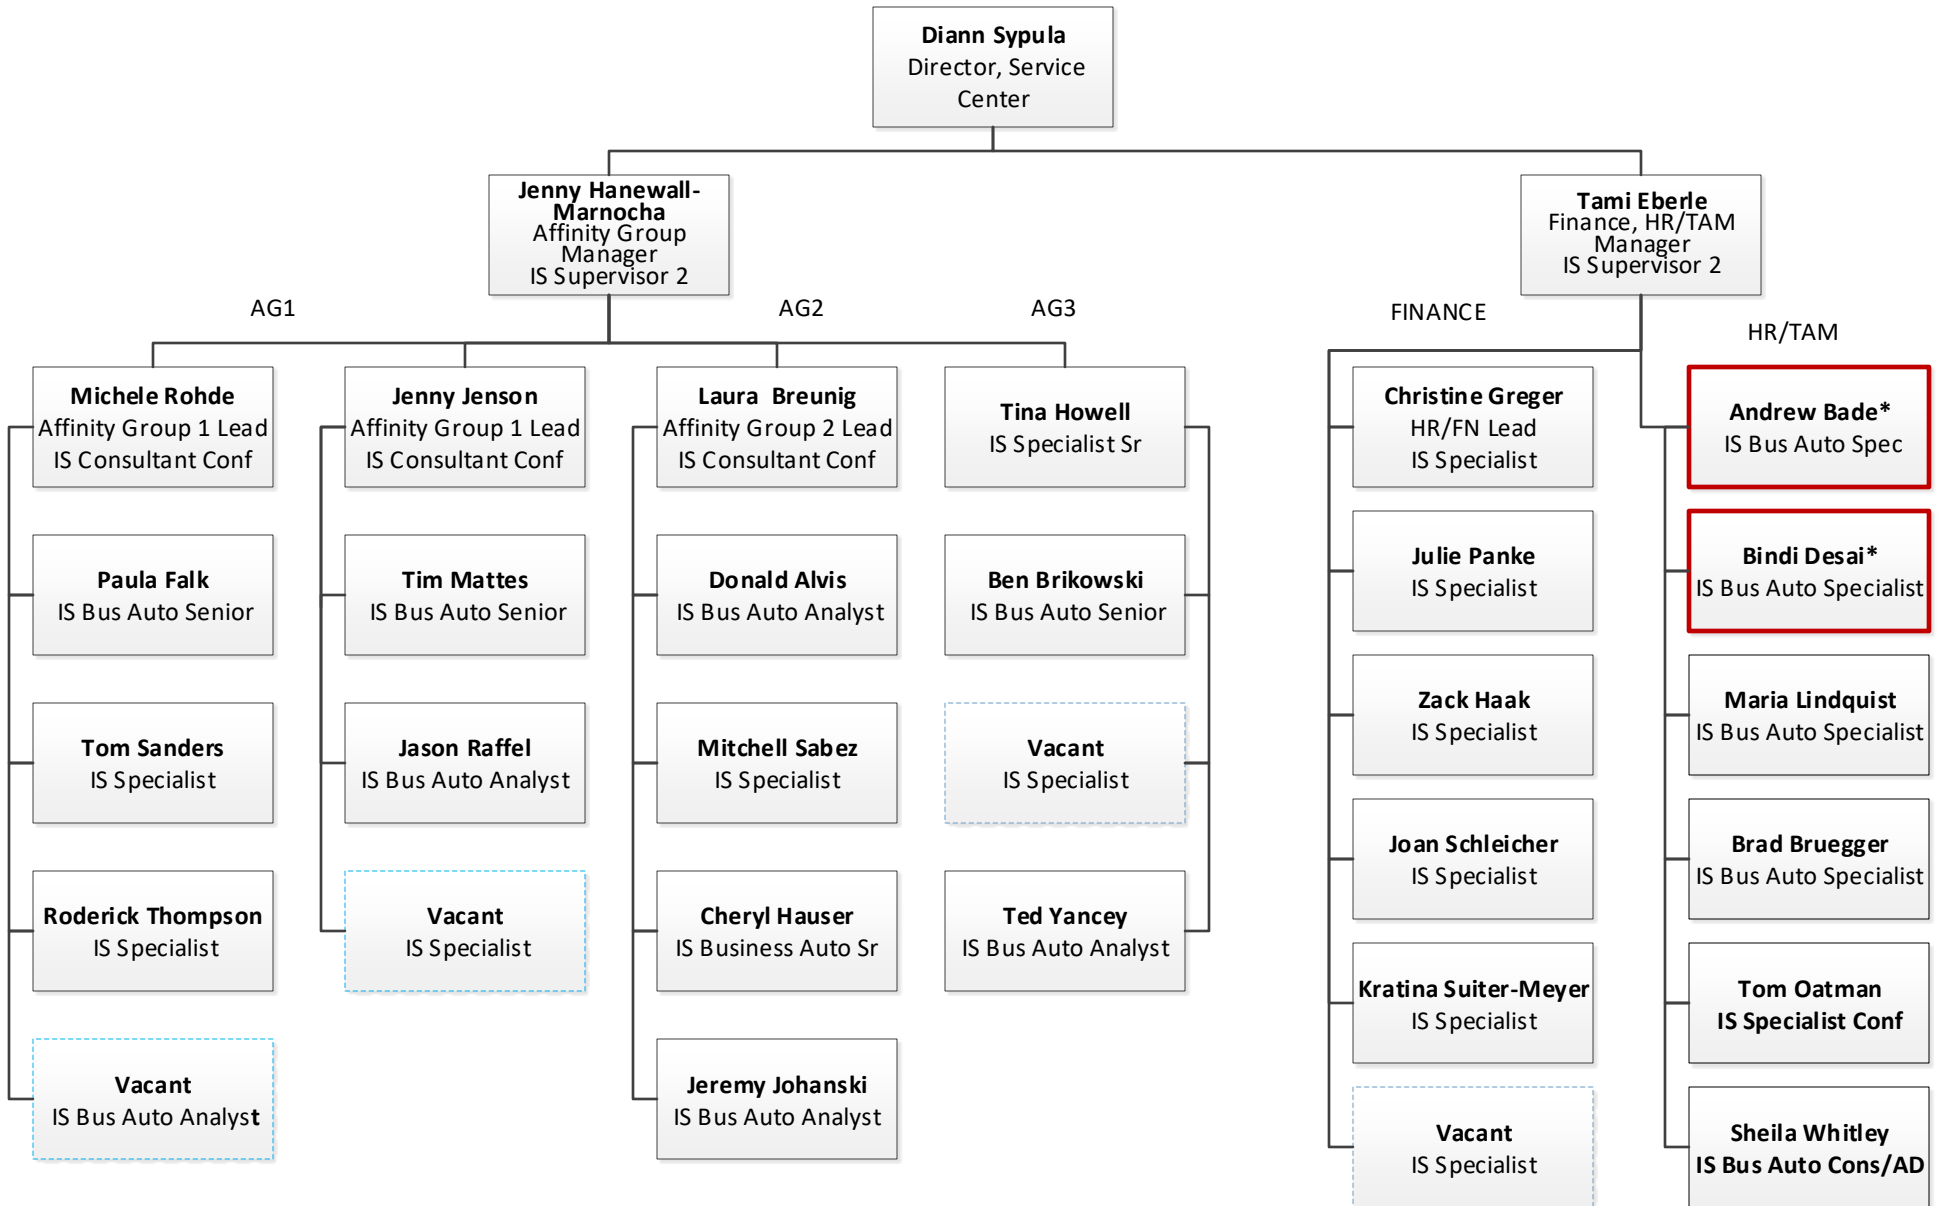 Diann Sypula
Director, Service
Center
Jenny Hanewall-
Marnocha
Affinity Group
Manager
IS Supervisor 2
Tami Eberle
Finance, HR/TAM
Manager
IS Supervisor 2
AG1
AG2
AG3
FINANCE
HR/TAM
Michele Rohde
Affinity Group 1 Lead
IS Consultant Conf
Paula Falk
IS Bus Auto Senior
Tom Sanders
IS Specialist
Roderick Thompson
IS Specialist
Vacant
IS Bus Auto Analyst
Jenny Jenson
Affinity Group 1 Lead
IS Consultant Conf
Tim Mattes
IS Bus Auto Senior
Jason Raffel
IS Bus Auto Analyst
Vacant
IS Specialist
Laura Breunig
Affinity Group 2 Lead
IS Consultant Conf
Donald Alvis
IS Bus Auto Analyst
Mitchell Sabez
IS Specialist
Cheryl Hauser
IS Business Auto Sr
Jeremy Johanski
IS Bus Auto Analyst
Tina Howell
IS Specialist Sr
Ben Brikowski
IS Bus Auto Senior
Vacant
IS Specialist
Ted Yancey
IS Bus Auto Analyst
Christine Greger
HR/FN Lead
IS Specialist
Julie Panke
IS Specialist
Zack Haak
IS Specialist
Joan Schleicher
IS Specialist
Kratina Suiter-Meyer
IS Specialist
Vacant
IS Specialist
Andrew Bade*
IS Bus Auto Spec
Bindi Desai*
IS Bus Auto Specialist
Maria Lindquist
IS Bus Auto Specialist
Brad Bruegger
IS Bus Auto Specialist
Tom Oatman
IS Specialist Conf
Sheila Whitley
IS Bus Auto Cons/AD